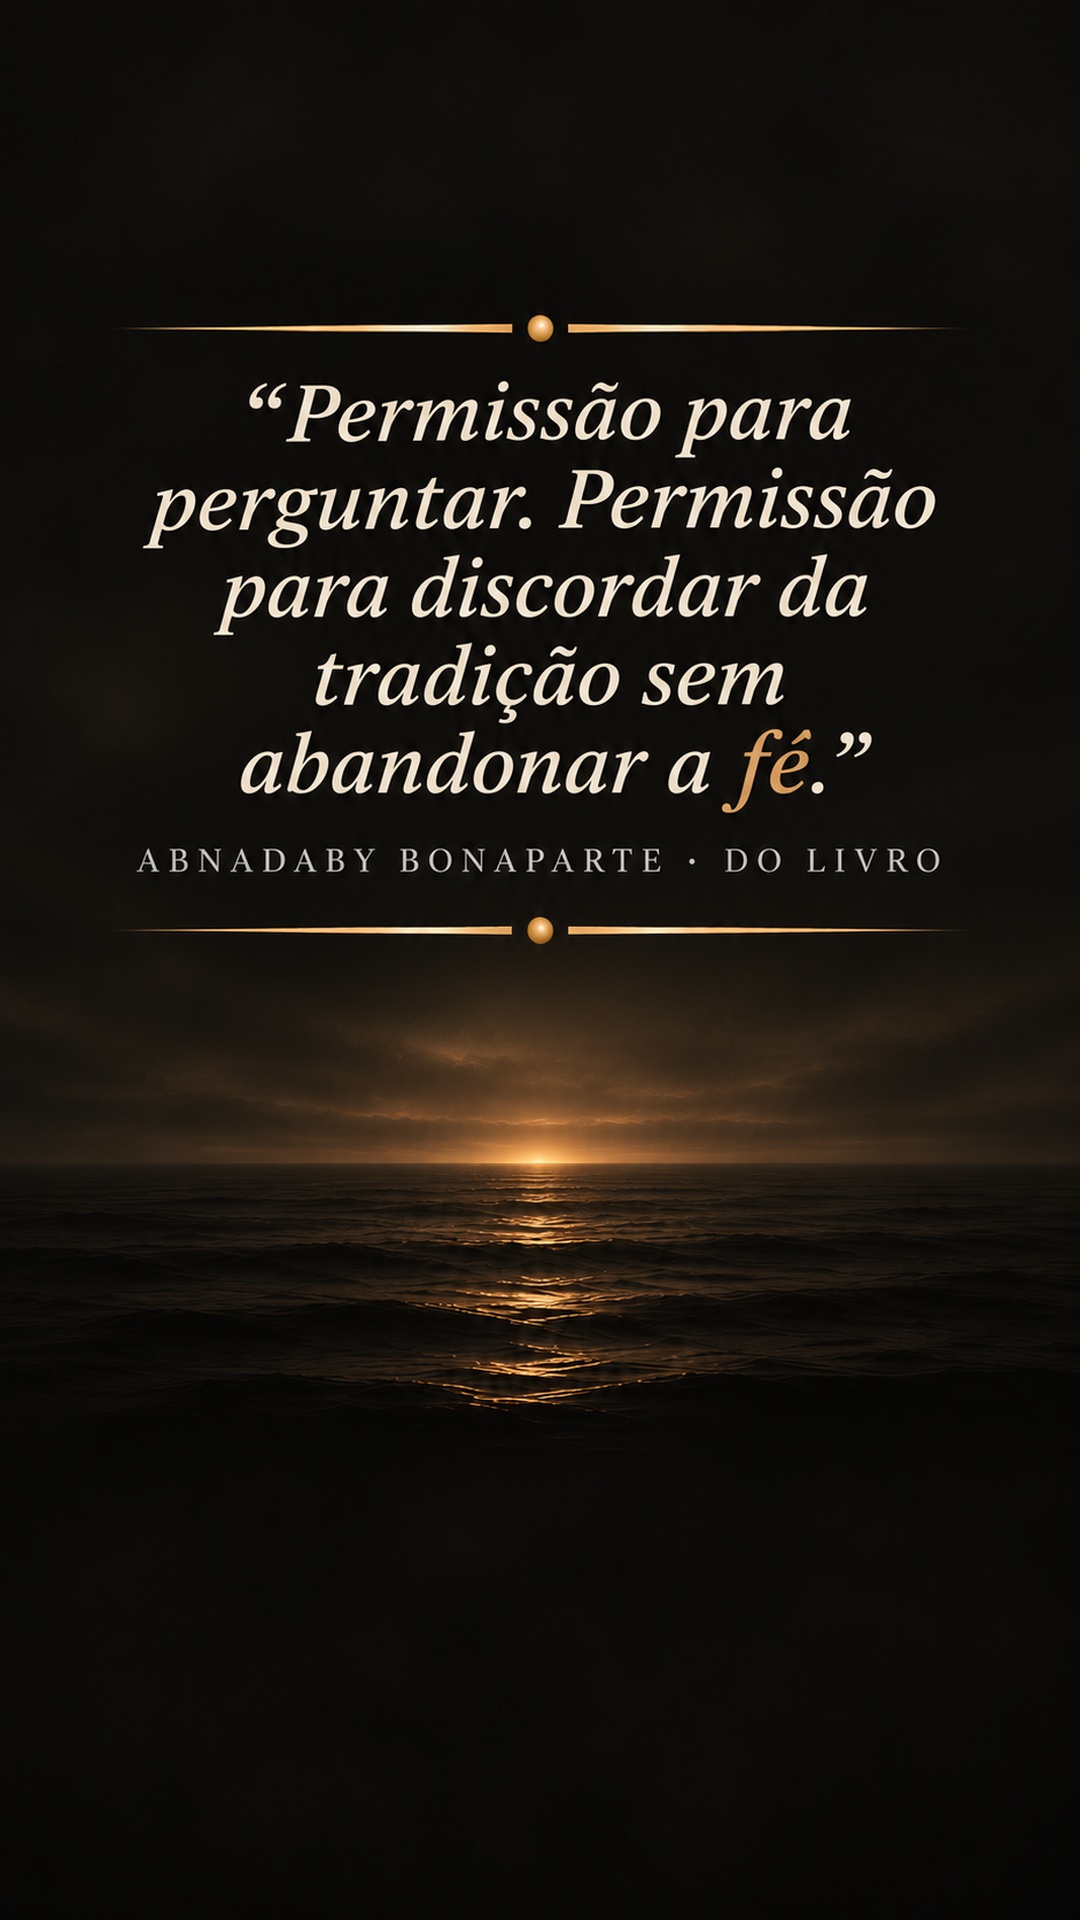 “Permissão para
perguntar. Permissão
para discordar da
tradição sem
abandonar a fé.”
ABNADABY BONAPARTE · DO LIVRO